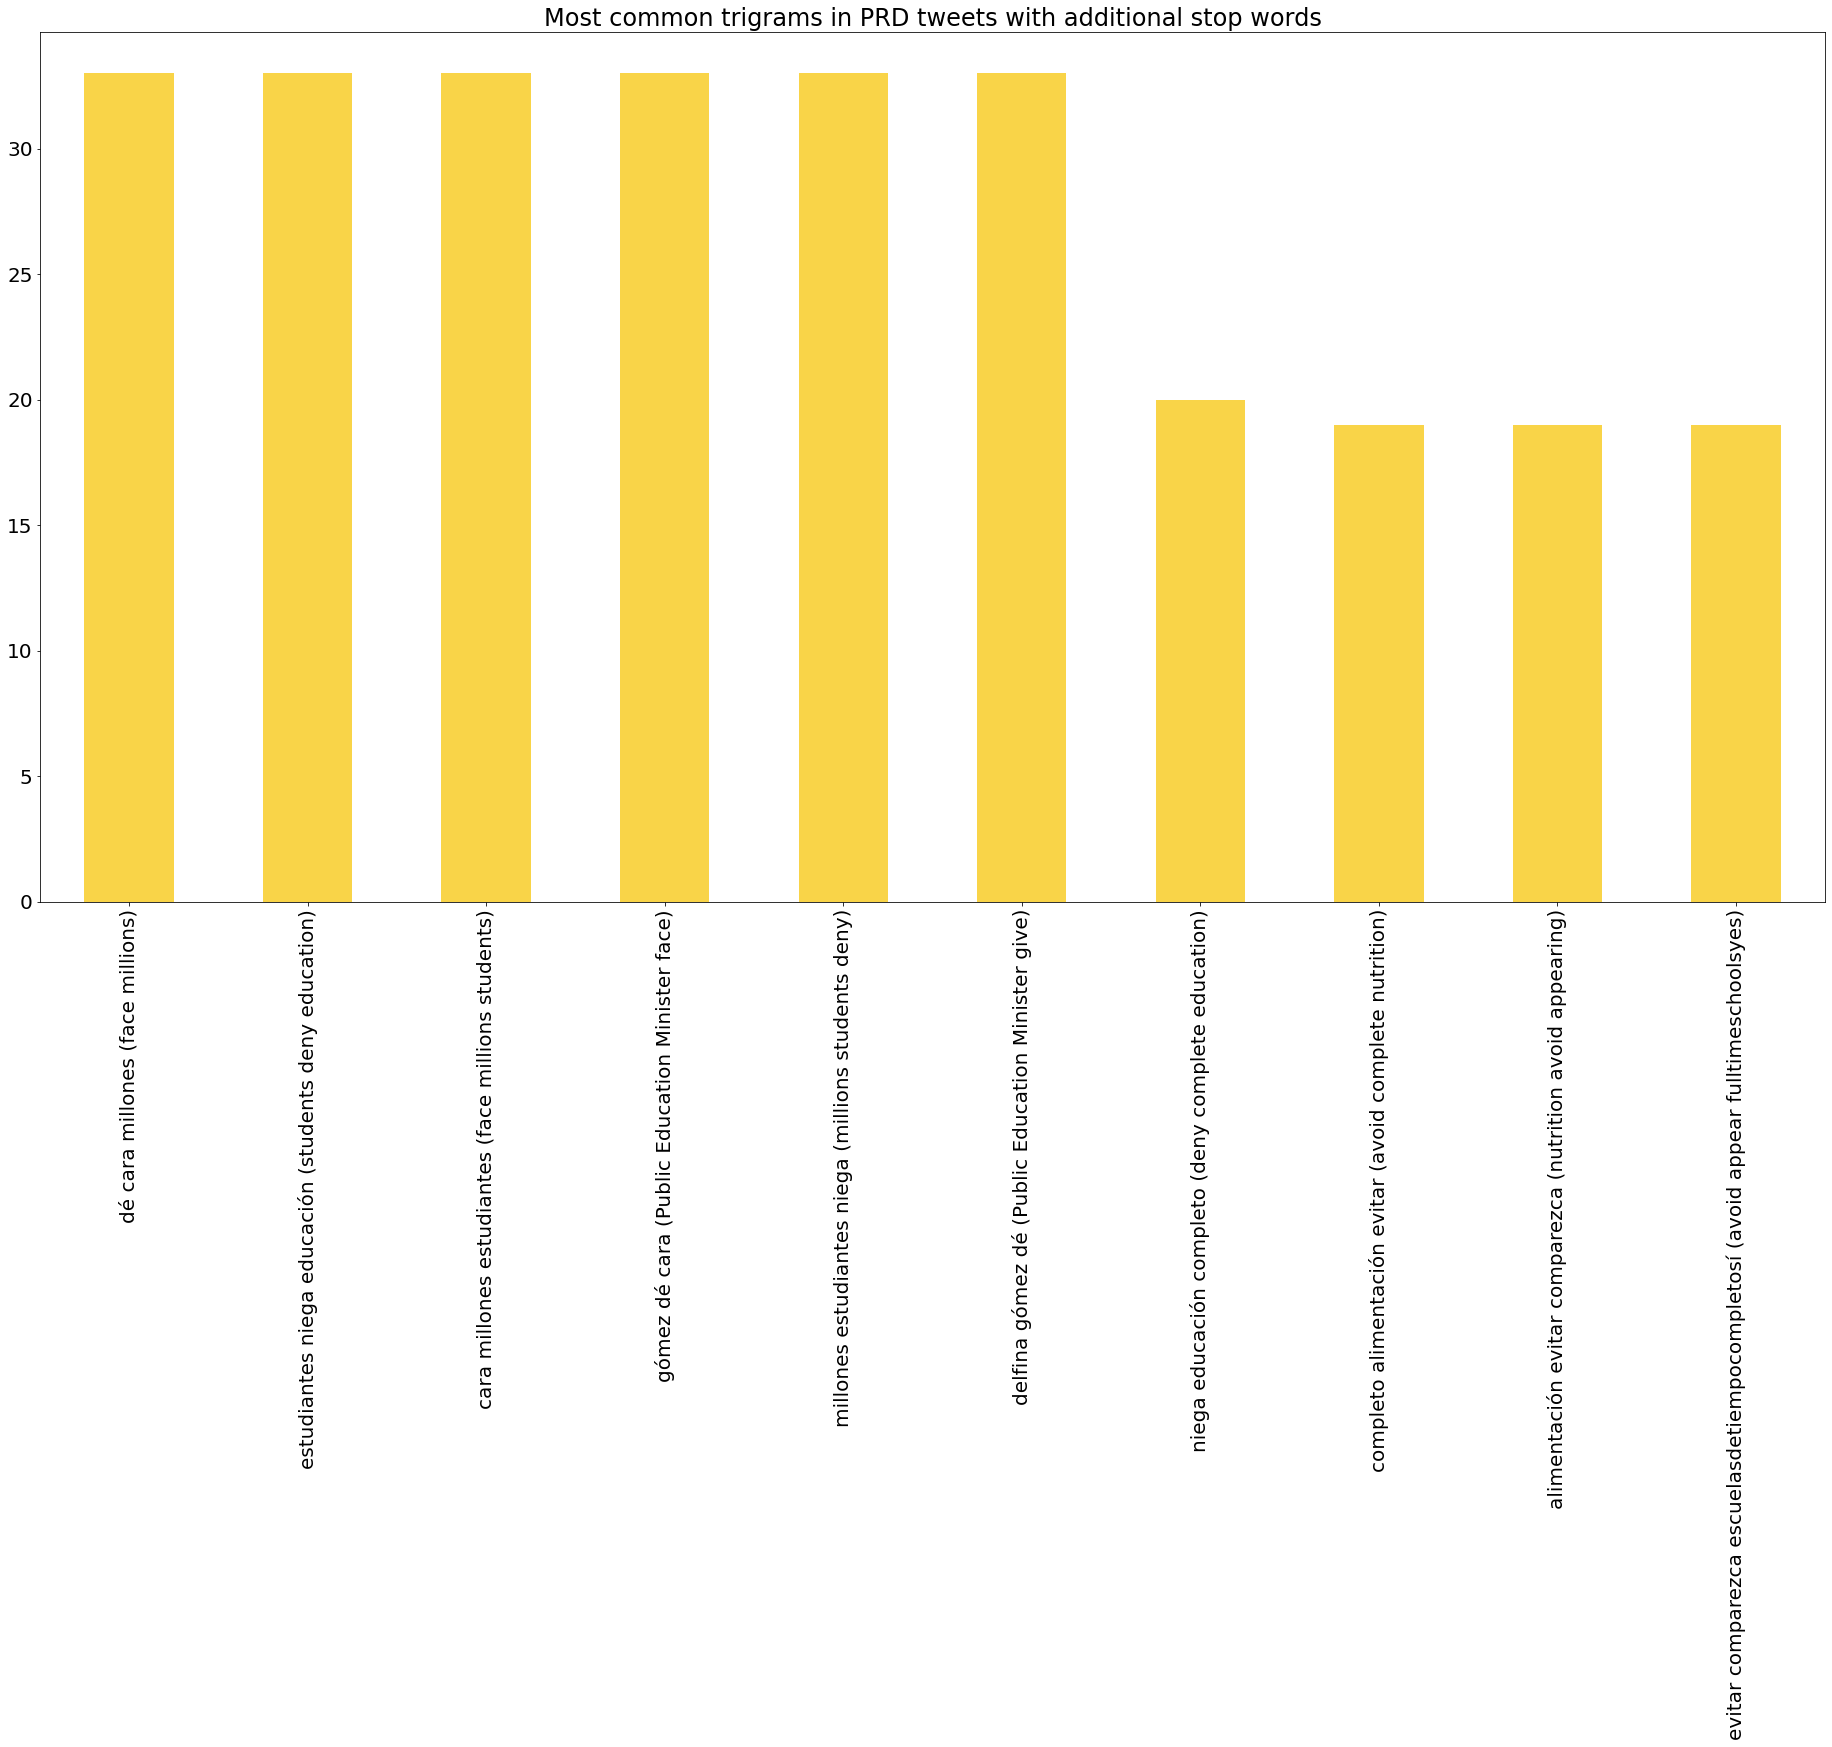 Most common trigrams in PRD tweets with additional stop words
30
25
20
15
10
5
0
dé cara millones (face millions)
estudiantes niega educación (students deny education)
cara millones estudiantes (face millions students)
gómez dé cara (Public Education Minister face)
millones estudiantes niega (millions students deny)
delfina gómez dé (Public Education Minister give)
niega educación completo (deny complete education)
completo alimentación evitar (avoid complete nutrition)
alimentación evitar comparezca (nutrition avoid appearing)
evitar comparezca escuelasdetiempocompletosí (avoid appear fulltimeschoolsyes)